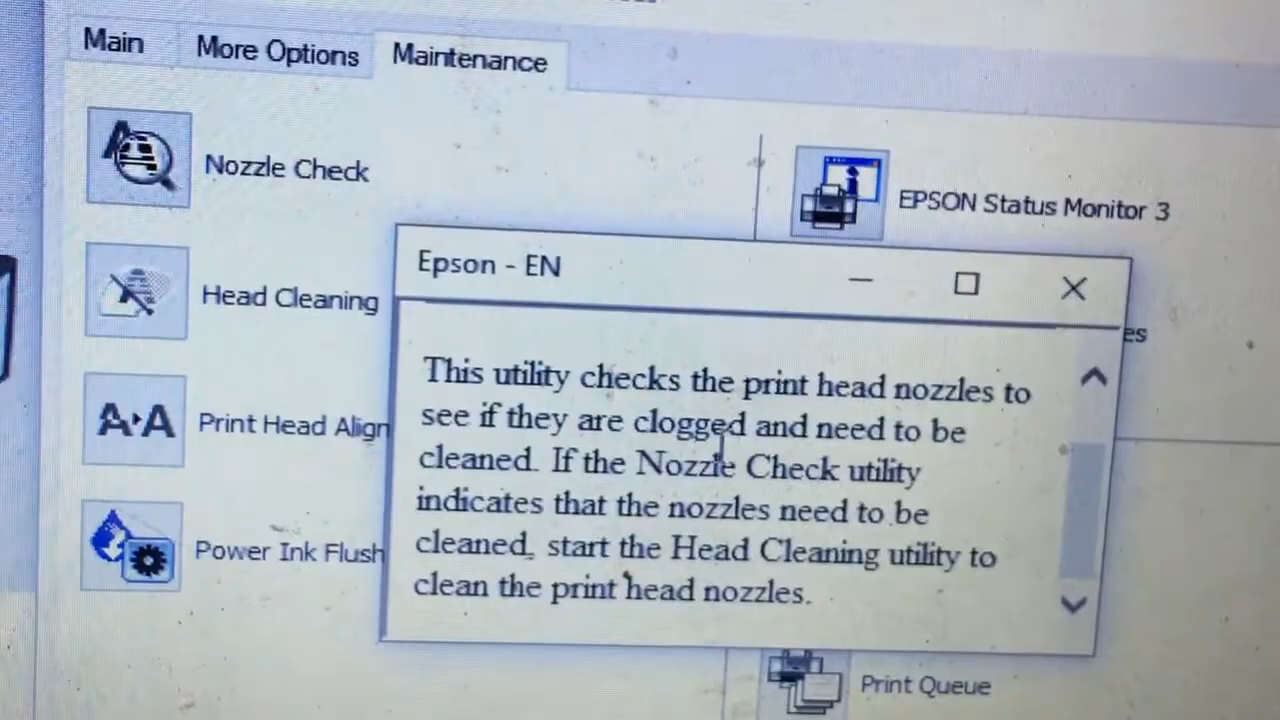 Main
More Options
Maintenance
Nozzle Check
EPSON Status Monitor 3
Head Cleaning
Epson - EN
es
This utility checks the print head nozzles to
see if they are clogged and need to be
cleaned. If the Nozzle Check utility
indicates that the nozzles need to be
cleaned, start the Head Cleaning utility to
clean the print head nozzles.
Print Head Align
Power Ink Flush
Print Queue